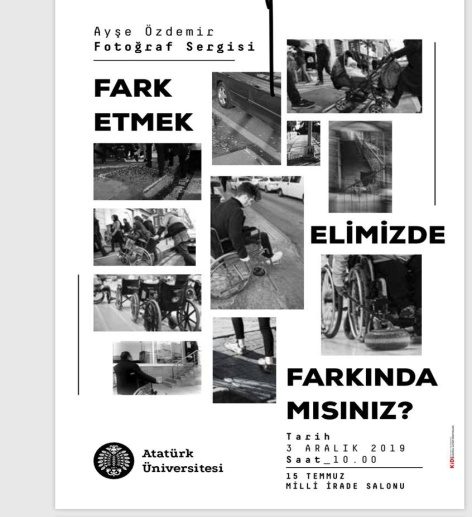 Ayşe Özdemir
Fotoğraf Sergisi
FARK
ETMEK
ELİMİZDE
FARKINDA
MISINIZ?
Tarih
3 ARALIK 2019
Saat_10.00
15 TEMMUZ
MİLLİ İRADE SALONU
Atatürk
Üniversitesi